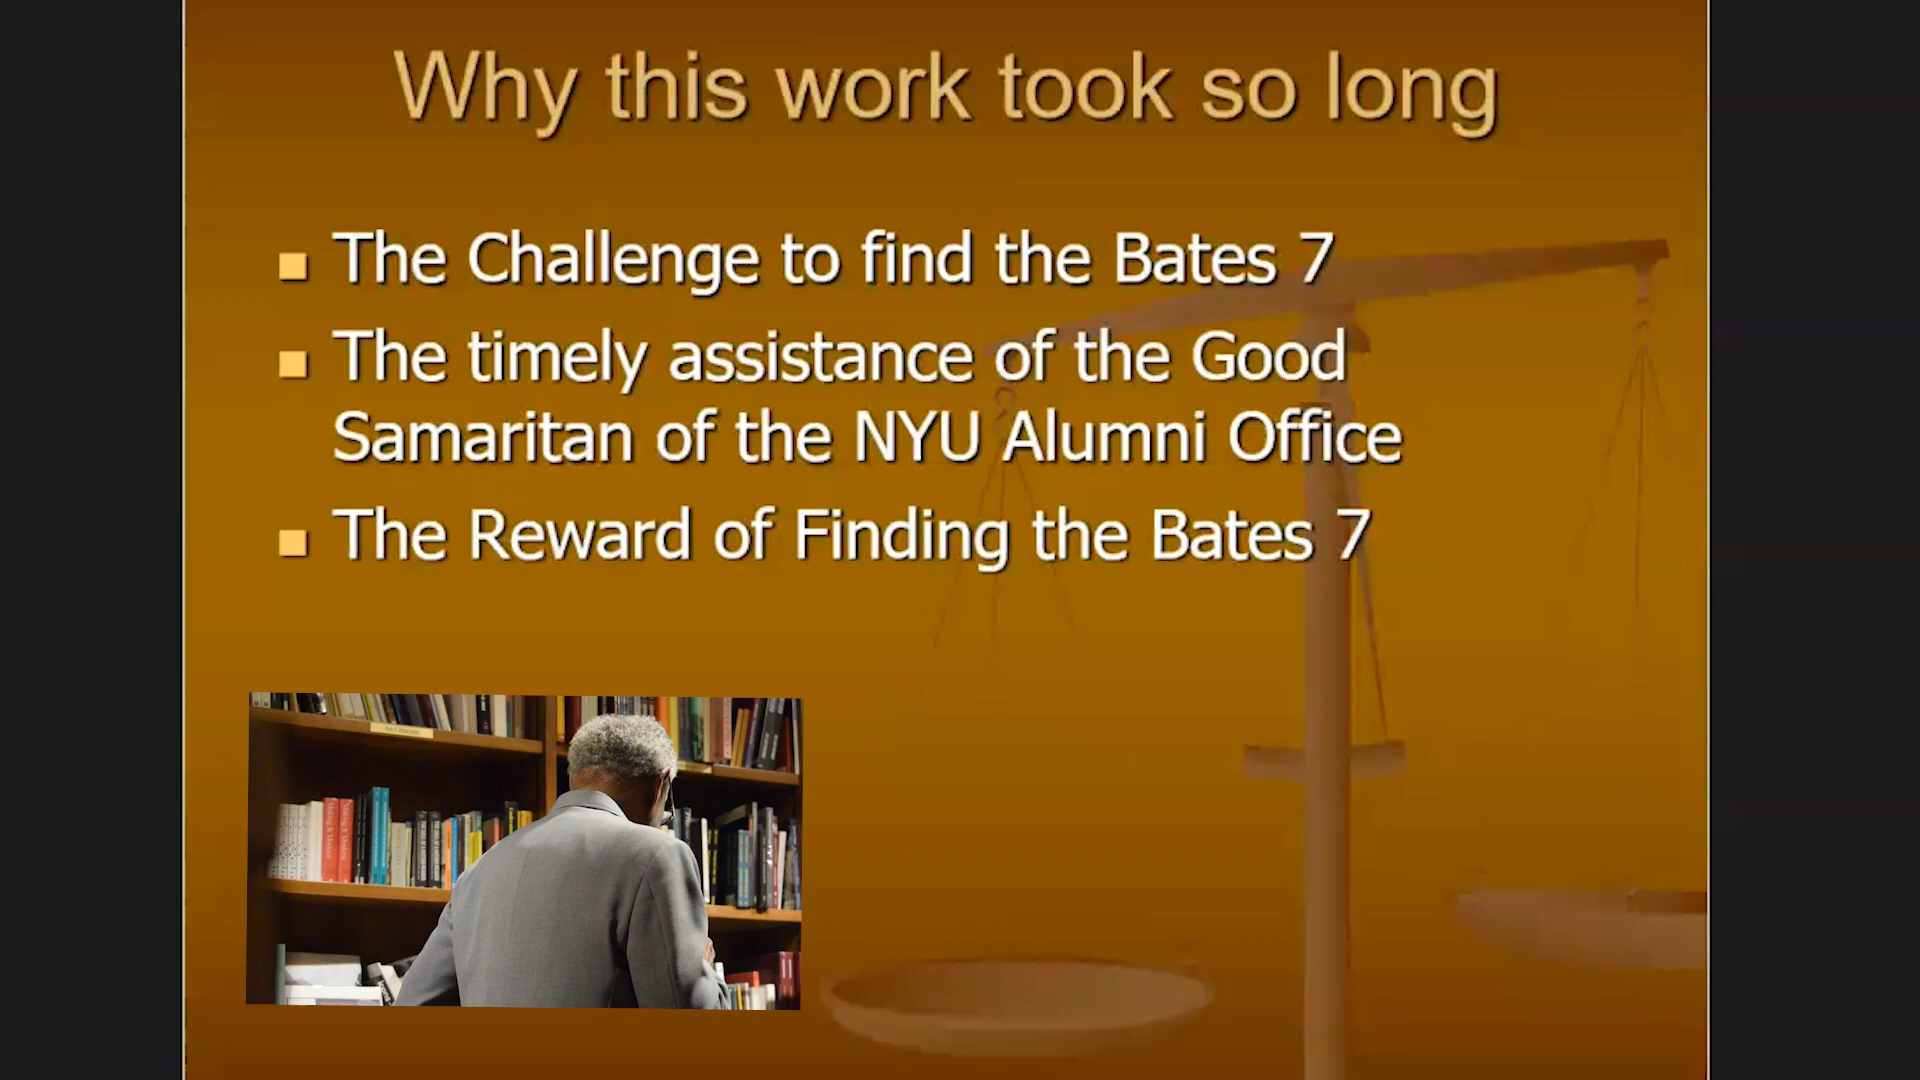 Why this work took so long
The Challenge to find the Bates 7
The timely assistance of the Good
Samaritan of the NYU Alumni Office
The Reward of Finding the Bates 7